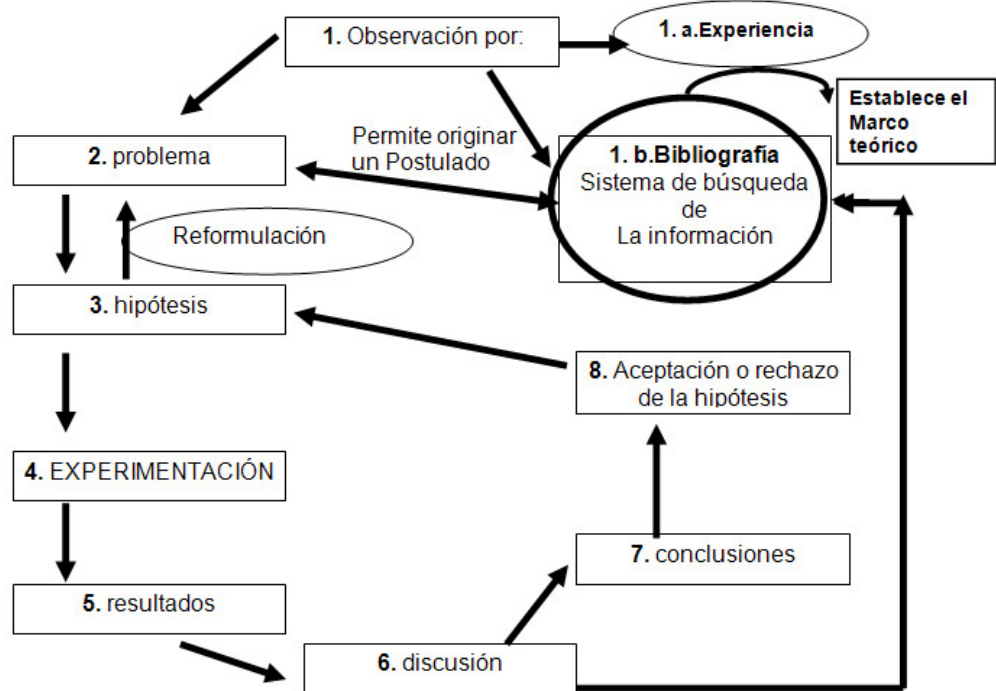 1. Observación por:
1. a.Experiencia
Establece el
Marco
teórico
Permite originar
un Postulado
2. problema
1. b.Bibliografía
Sistema de búsqueda
de
La información
Reformulación
3. hipótesis
8. Aceptación o rechazo
de la hipótesis
4. EXPERIMENTACIÓN
7. conclusiones
5. resultados
6. discusión